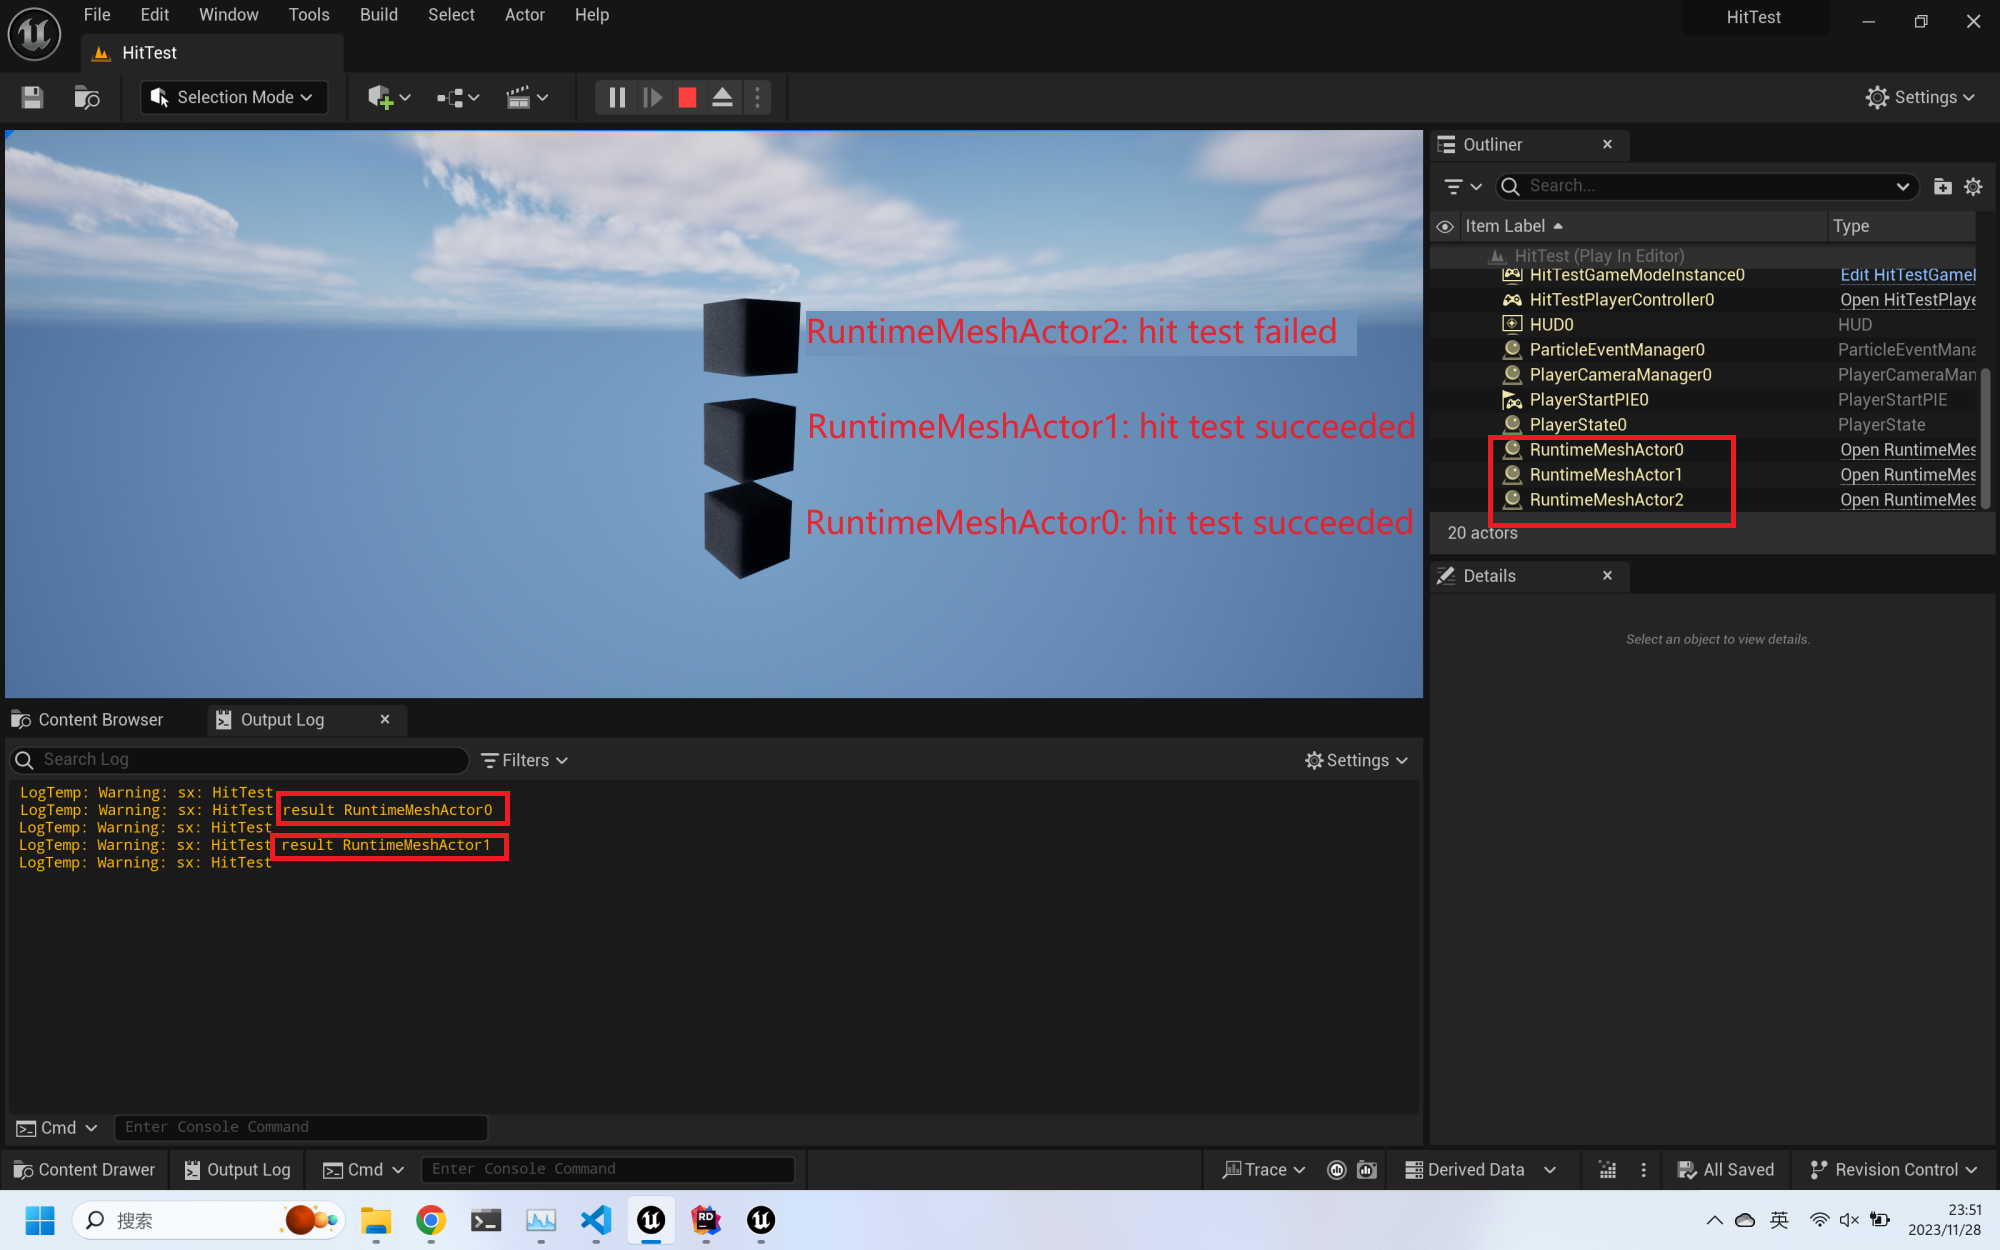 File Edit Window Tools Build Select Actor Help
HitTest
HitTest
Selection Mode
Settings
RuntimeMeshActor2: hit test failed
RuntimeMeshActor1: hit test succeeded
RuntimeMeshActor0: hit test succeeded
Outliner
Search...
Item Label Type
HitTest (Play In Editor)
HitTestGameModeInstance0 Edit HitTestGameI
HitTestPlayerController0 Open HitTestPlaye
HUD0 HUD
ParticleEventManager0 ParticleEventMana
PlayerCameraManager0 PlayerCameraMan
PlayerStartPIE0 PlayerStartPIE
PlayerState0 PlayerState
RuntimeMeshActor0 Open RuntimeMes
RuntimeMeshActor1 Open RuntimeMes
RuntimeMeshActor2 Open RuntimeMes
20 actors
Details
Select an object to view details.
Content Browser Output Log
Search Log
Filters
Settings
LogTemp: Warning: sx: HitTest
LogTemp: Warning: sx: HitTest result RuntimeMeshActor0
LogTemp: Warning: sx: HitTest
LogTemp: Warning: sx: HitTest result RuntimeMeshActor1
LogTemp: Warning: sx: HitTest
Cmd Enter Console Command
Content Drawer Output Log Cmd Enter Console Command Trace Derived Data All Saved Revision Control
搜索
RD
英
23:51
2023/11/28